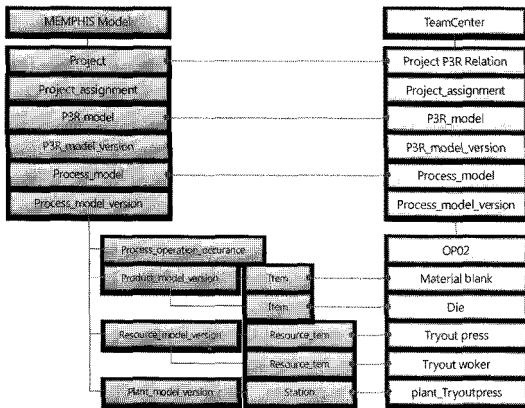 MEMPHIS Model TeamCenter
Project Project P3R Relation
Project_assignment Project_assignment
P3R_model P3R_model
P3R_model_version P3R_model_version
Process_model Process_model
Process_model_version Process_model_version
Process_operation_occurance OP02
Product_model_version Item Material blank
Item Die
Resource_model_version Resource_item Tryout press
Resource_item Tryout woker
Plant_model_version Station plant_Tryoutpress